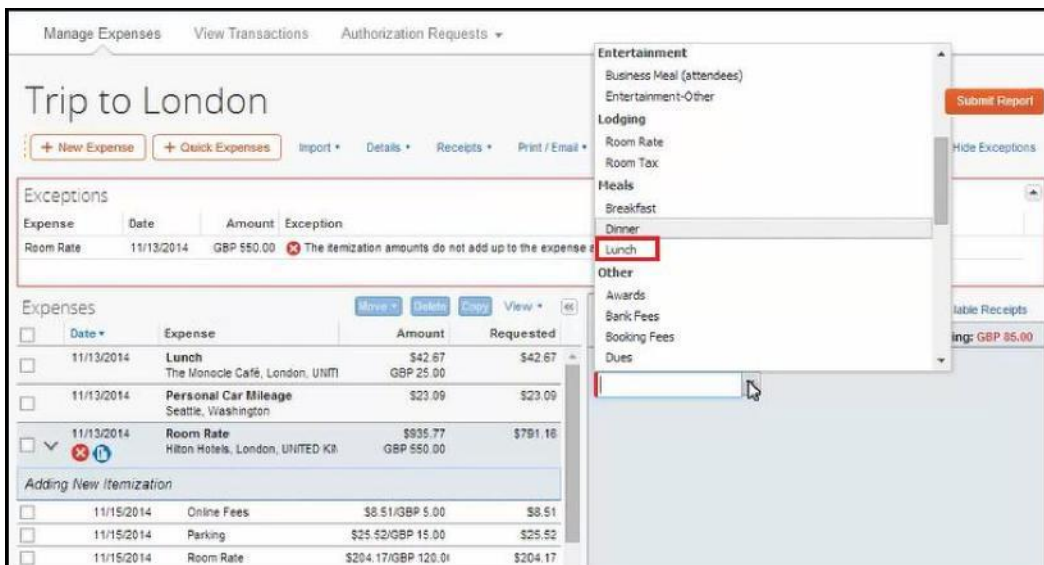 Manage Expenses View Transactions Authorization Requests
Trip to London
Submit Report
+ New Expense + Quick Expenses Import Details Receipts Print / Email Hide Exceptions
Exceptions
Expense Date Amount Exception
Room Rate 11/13/2014 GBP 550.00 The itemization amounts do not add up to the expense
Expenses Move Delete Copy View
Date Expense Amount Requested
11/13/2014 Lunch $42.67 $42.67
The Monocle Café, London, UNITI GBP 25.00
11/13/2014 Personal Car Mileage $23.09 $23.09
Seattle, Washington
11/13/2014 Room Rate $935.77 $791.16
Hilton Hotels, London, UNITED KIN GBP 550.00
Adding New Itemization
11/15/2014 Online Fees $8.51/GBP 5.00 $8.51
11/15/2014 Parking $25.52/GBP 15.00 $25.52
11/15/2014 Room Rate $204.17/GBP 120.0 $204.17
Entertainment
Business Meal (attendees)
Entertainment-Other
Lodging
Room Rate
Room Tax
Meals
Breakfast
Dinner
Lunch
Other
Awards
Bank Fees
Booking Fees
Dues
lable Receipts
ing: GBP 85.00